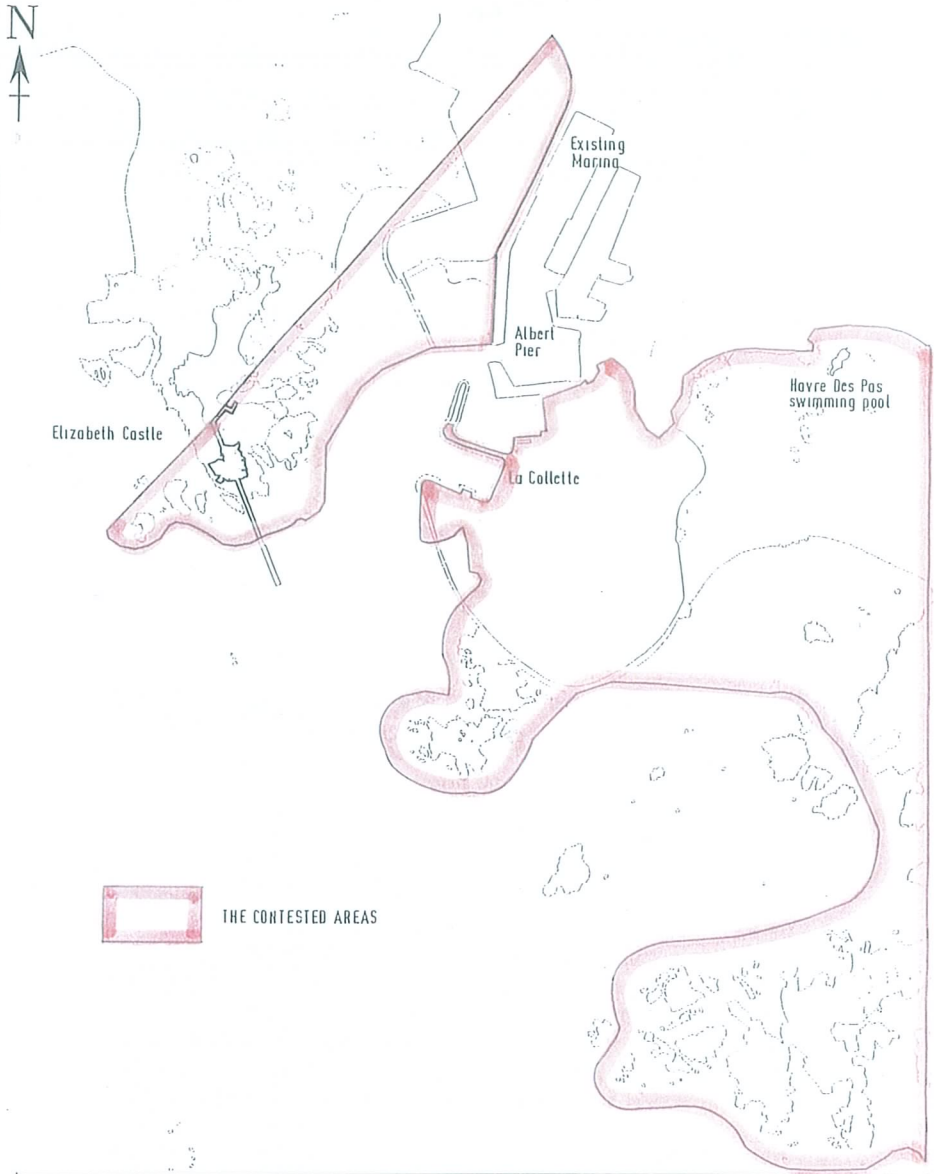 N
Existing
Marina
Albert
Pier
Havre Des Pas
swimming pool
Elizabeth Castle
La Collette
THE CONTESTED AREAS